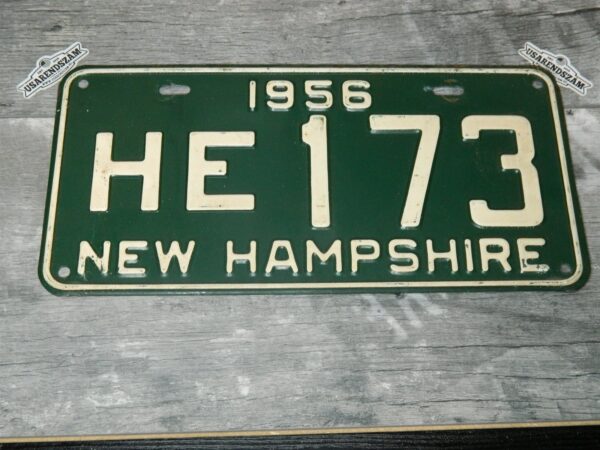 USARENDSZÁM
USARENDSZÁM
1956
HE 173
NEW HAMPSHIRE